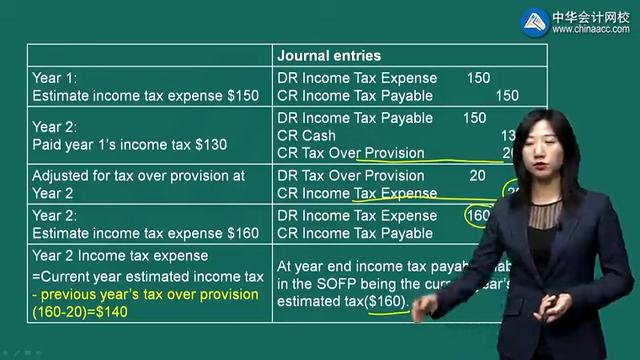 中华会计网校
www.chinaacc.com
Journal entries
Year 1:
Estimate income tax expense $150
DR Income Tax Expense 150
CR Income Tax Payable 150
Year 2:
Paid year 1's income tax $130
DR Income Tax Payable 150
CR Cash
CR Tax Over Provision
Adjusted for tax over provision at
Year 2
DR Tax Over Provision 20
CR Income Tax Expense
Year 2:
Estimate income tax expense $160
DR Income Tax Expense 160
CR Income Tax Payable
Year 2 Income tax expense
=Current year estimated income tax
- previous year's tax over provision
(160-20)=$140
At year end income tax
in the SOFP being the current year's
estimated tax($160).